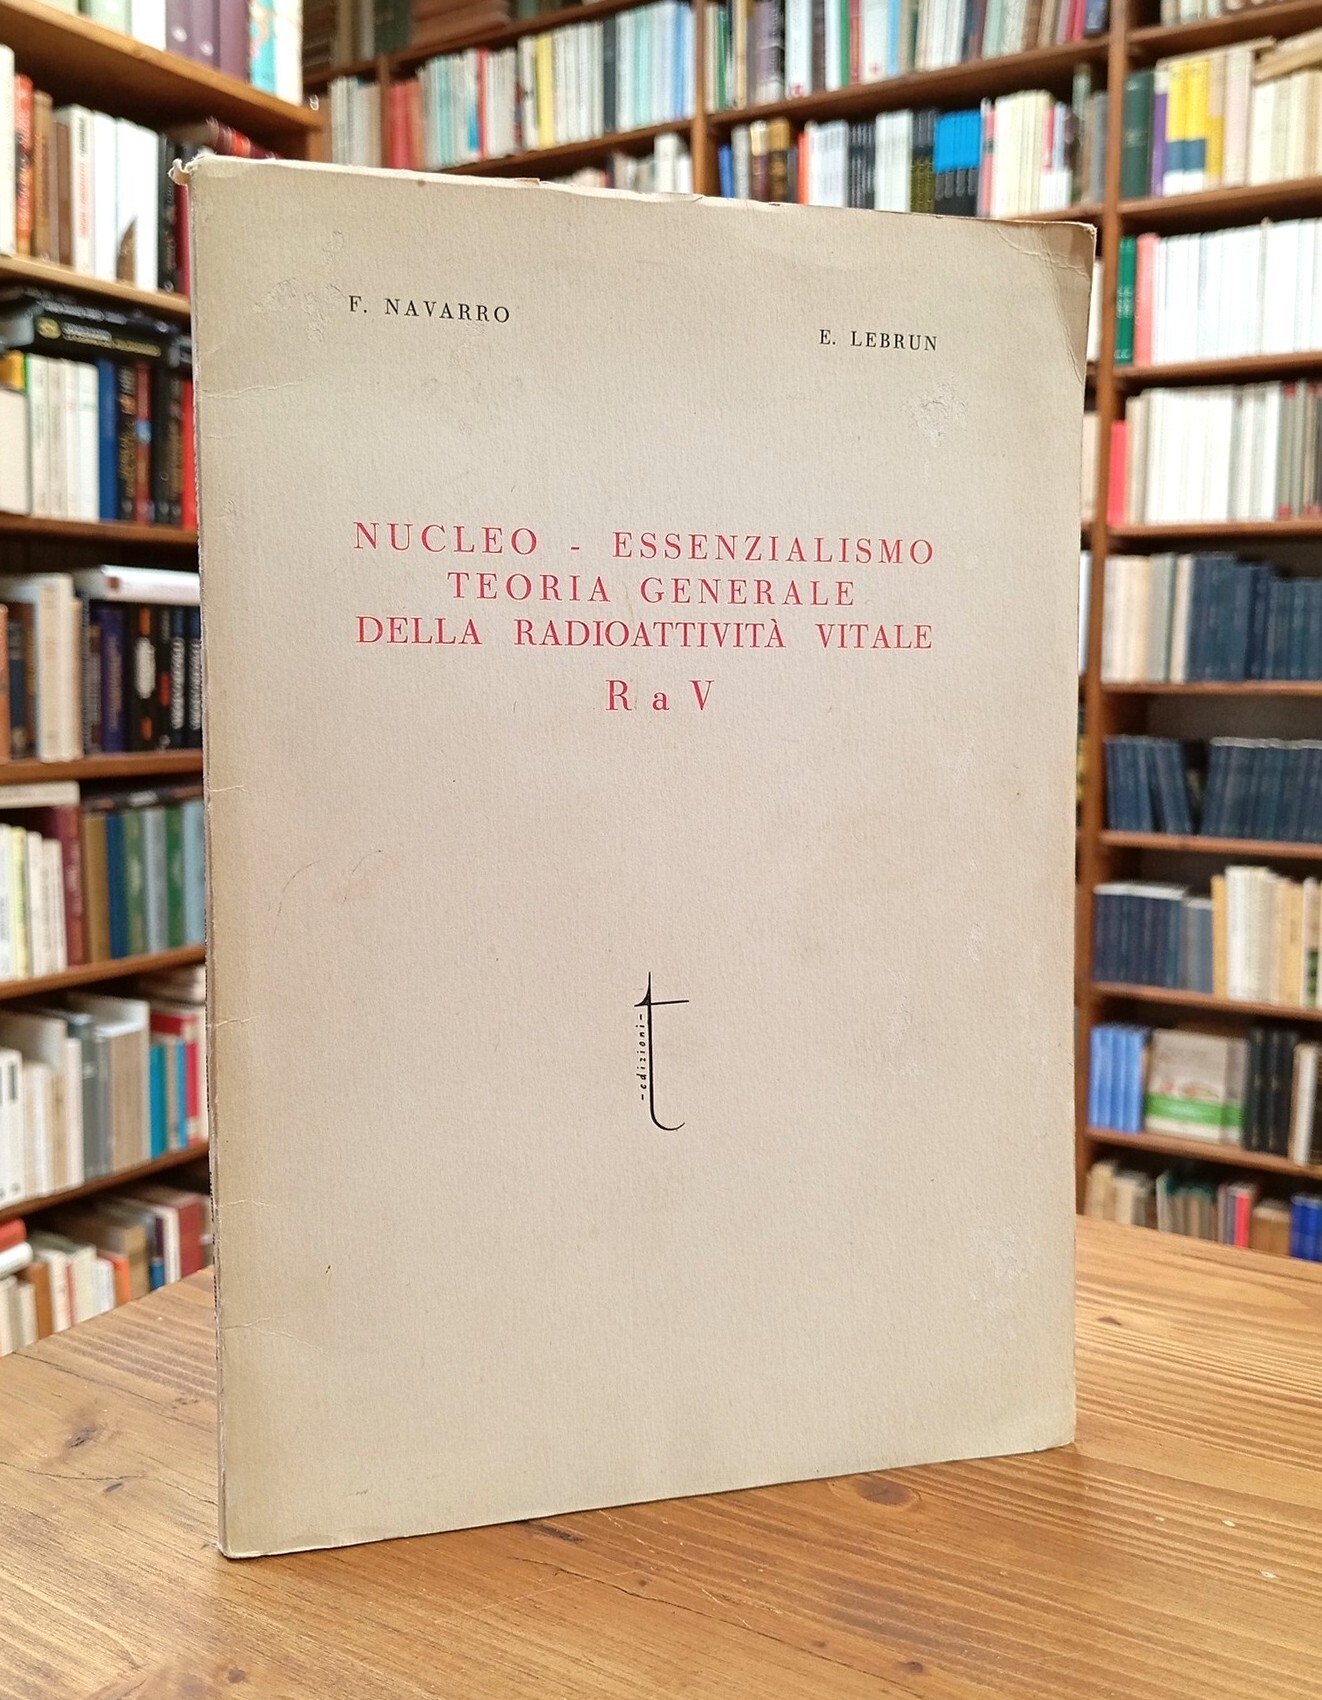 F. NAVARRO
E. LEBRUN
NUCLEO - ESSENZIALISMO
TEORIA GENERALE
DELLA RADIOATTIVITÀ VITALE
R a V
- edizioni -
t